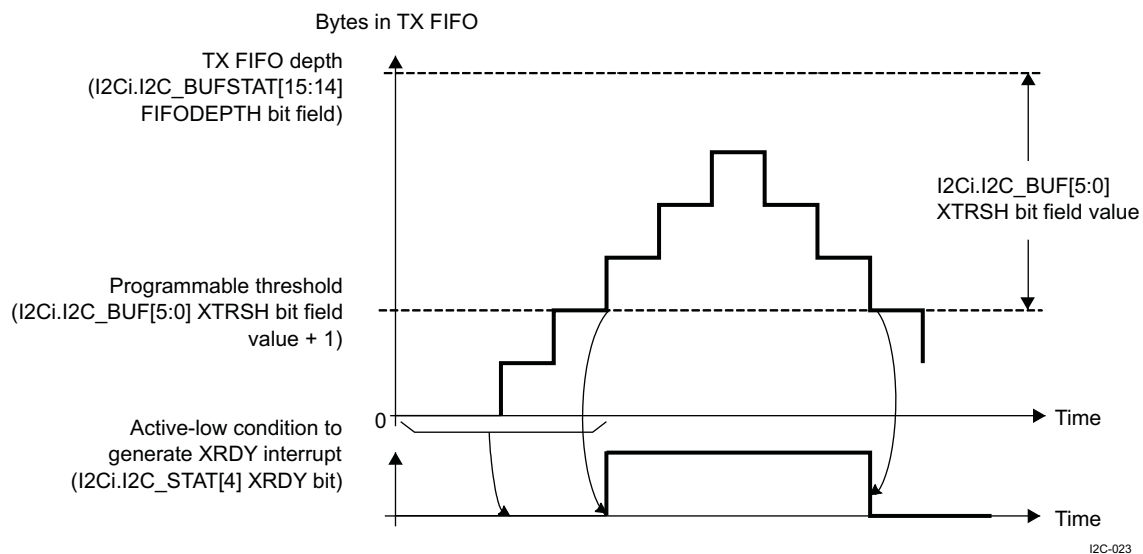 Bytes in TX FIFO
TX FIFO depth
(I2Ci.I2C_BUFSTAT[15:14]
FIFODEPTH bit field)
I2Ci.I2C_BUF[5:0]
XTRSH bit field value
Programmable threshold
(I2Ci.I2C_BUF[5:0] XTRSH bit field
value + 1)
0
Time
Active-low condition to
generate XRDY interrupt
(I2Ci.I2C_STAT[4] XRDY bit)
Time
I2C-023